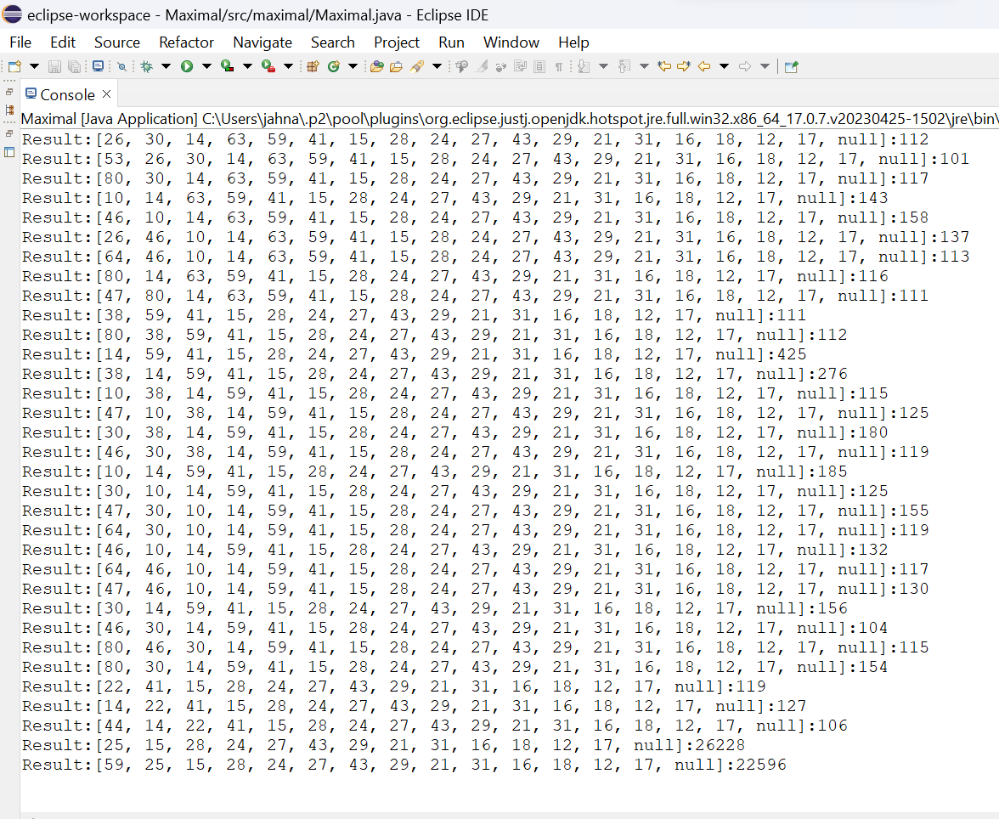 eclipse-workspace - Maximal/src/maximal/Maximal.java - Eclipse IDE
File Edit Source Refactor Navigate Search Project Run Window Help
Console
Maximal [Java Application] C:\Users\jahna\.p2\pool\plugins\org.eclipse.justj.openjdk.hotspot.jre.full.win32.x86_64_17.0.7.v20230425-1502\jre\bin\
Result:[26, 30, 14, 63, 59, 41, 15, 28, 24, 27, 43, 29, 21, 31, 16, 18, 12, 17, null]:112
Result:[53, 26, 30, 14, 63, 59, 41, 15, 28, 24, 27, 43, 29, 21, 31, 16, 18, 12, 17, null]:101
Result:[80, 30, 14, 63, 59, 41, 15, 28, 24, 27, 43, 29, 21, 31, 16, 18, 12, 17, null]:117
Result:[10, 14, 63, 59, 41, 15, 28, 24, 27, 43, 29, 21, 31, 16, 18, 12, 17, null]:143
Result:[46, 10, 14, 63, 59, 41, 15, 28, 24, 27, 43, 29, 21, 31, 16, 18, 12, 17, null]:158
Result:[26, 46, 10, 14, 63, 59, 41, 15, 28, 24, 27, 43, 29, 21, 31, 16, 18, 12, 17, null]:137
Result:[64, 46, 10, 14, 63, 59, 41, 15, 28, 24, 27, 43, 29, 21, 31, 16, 18, 12, 17, null]:113
Result:[80, 14, 63, 59, 41, 15, 28, 24, 27, 43, 29, 21, 31, 16, 18, 12, 17, null]:116
Result:[47, 80, 14, 63, 59, 41, 15, 28, 24, 27, 43, 29, 21, 31, 16, 18, 12, 17, null]:111
Result:[38, 59, 41, 15, 28, 24, 27, 43, 29, 21, 31, 16, 18, 12, 17, null]:111
Result:[80, 38, 59, 41, 15, 28, 24, 27, 43, 29, 21, 31, 16, 18, 12, 17, null]:112
Result:[14, 59, 41, 15, 28, 24, 27, 43, 29, 21, 31, 16, 18, 12, 17, null]:425
Result:[38, 14, 59, 41, 15, 28, 24, 27, 43, 29, 21, 31, 16, 18, 12, 17, null]:276
Result:[10, 38, 14, 59, 41, 15, 28, 24, 27, 43, 29, 21, 31, 16, 18, 12, 17, null]:115
Result:[47, 10, 38, 14, 59, 41, 15, 28, 24, 27, 43, 29, 21, 31, 16, 18, 12, 17, null]:125
Result:[30, 38, 14, 59, 41, 15, 28, 24, 27, 43, 29, 21, 31, 16, 18, 12, 17, null]:180
Result:[46, 30, 38, 14, 59, 41, 15, 28, 24, 27, 43, 29, 21, 31, 16, 18, 12, 17, null]:119
Result:[10, 14, 59, 41, 15, 28, 24, 27, 43, 29, 21, 31, 16, 18, 12, 17, null]:185
Result:[30, 10, 14, 59, 41, 15, 28, 24, 27, 43, 29, 21, 31, 16, 18, 12, 17, null]:125
Result:[47, 30, 10, 14, 59, 41, 15, 28, 24, 27, 43, 29, 21, 31, 16, 18, 12, 17, null]:155
Result:[64, 30, 10, 14, 59, 41, 15, 28, 24, 27, 43, 29, 21, 31, 16, 18, 12, 17, null]:119
Result:[46, 10, 14, 59, 41, 15, 28, 24, 27, 43, 29, 21, 31, 16, 18, 12, 17, null]:132
Result:[64, 46, 10, 14, 59, 41, 15, 28, 24, 27, 43, 29, 21, 31, 16, 18, 12, 17, null]:117
Result:[47, 46, 10, 14, 59, 41, 15, 28, 24, 27, 43, 29, 21, 31, 16, 18, 12, 17, null]:130
Result:[30, 14, 59, 41, 15, 28, 24, 27, 43, 29, 21, 31, 16, 18, 12, 17, null]:156
Result:[46, 30, 14, 59, 41, 15, 28, 24, 27, 43, 29, 21, 31, 16, 18, 12, 17, null]:104
Result:[80, 46, 30, 14, 59, 41, 15, 28, 24, 27, 43, 29, 21, 31, 16, 18, 12, 17, null]:115
Result:[80, 30, 14, 59, 41, 15, 28, 24, 27, 43, 29, 21, 31, 16, 18, 12, 17, null]:154
Result:[22, 41, 15, 28, 24, 27, 43, 29, 21, 31, 16, 18, 12, 17, null]:119
Result:[14, 22, 41, 15, 28, 24, 27, 43, 29, 21, 31, 16, 18, 12, 17, null]:127
Result:[44, 14, 22, 41, 15, 28, 24, 27, 43, 29, 21, 31, 16, 18, 12, 17, null]:106
Result:[25, 15, 28, 24, 27, 43, 29, 21, 31, 16, 18, 12, 17, null]:26228
Result:[59, 25, 15, 28, 24, 27, 43, 29, 21, 31, 16, 18, 12, 17, null]:22596